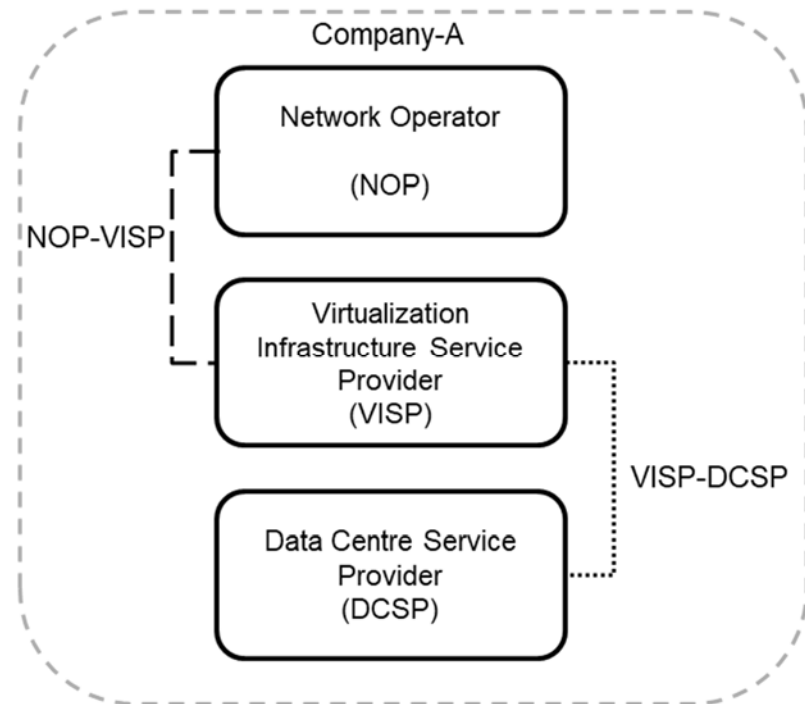 Company-A
Network Operator
(NOP)
NOP-VISP
Virtualization
Infrastructure Service
Provider
(VISP)
VISP-DCSP
Data Centre Service
Provider
(DCSP)